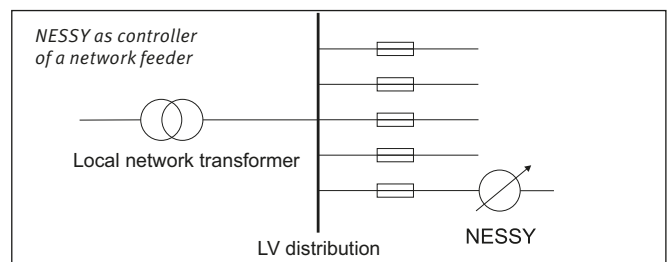 NESSY as controller
of a network feeder
Local network transformer
NESSY
LV distribution